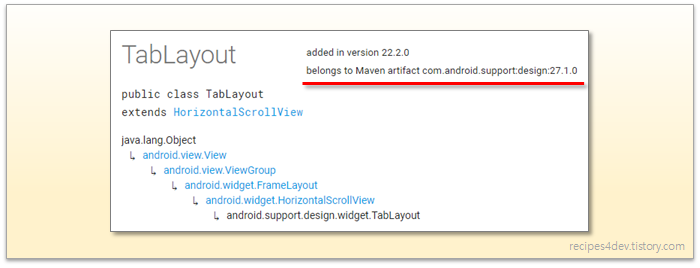 TabLayout
added in version 22.2.0
belongs to Maven artifact com.android.support:design:27.1.0
public class TabLayout
extends HorizontalScrollView
java.lang.Object
↳ android.view.View
↳ android.view.ViewGroup
↳ android.widget.FrameLayout
↳ android.widget.HorizontalScrollView
↳ android.support.design.widget.TabLayout
recipes4dev.tistory.com